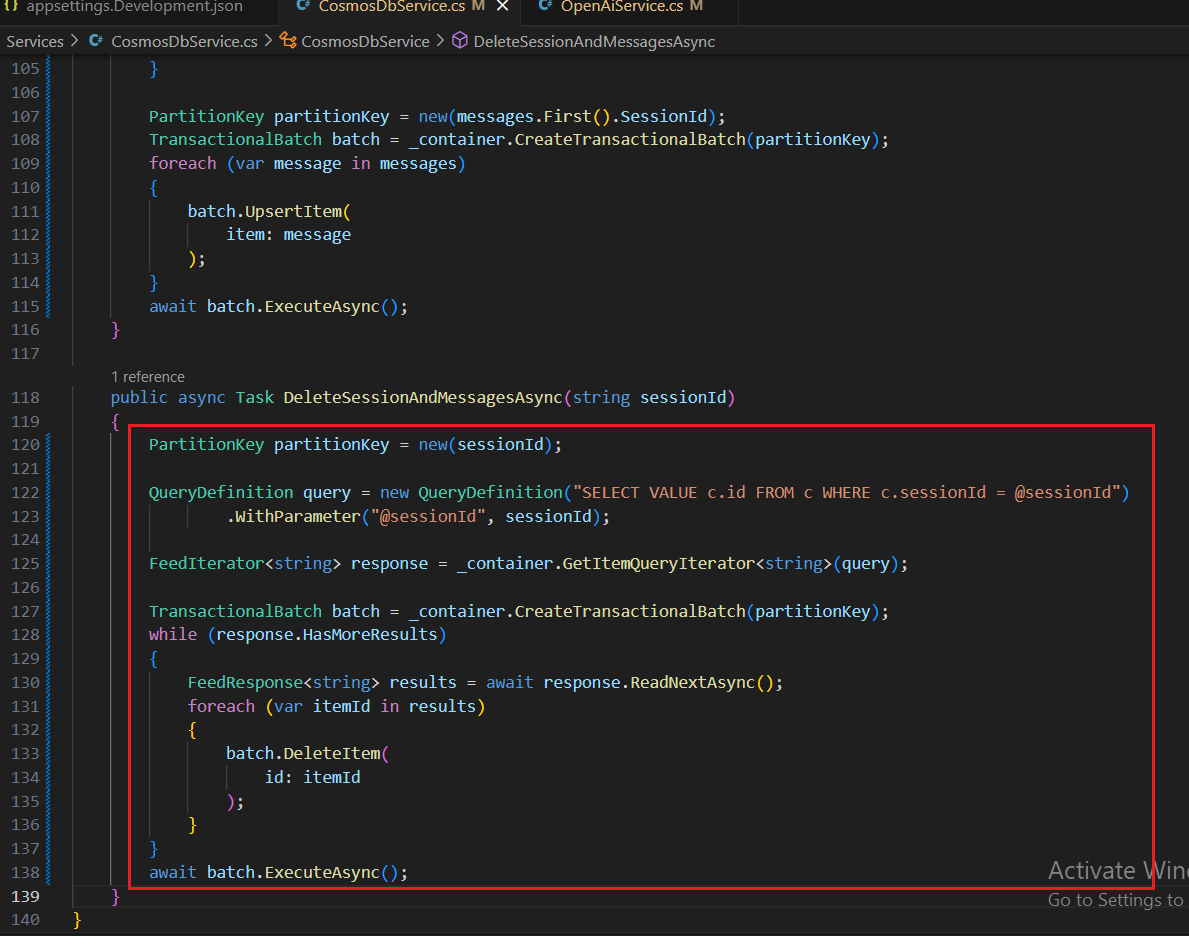 appsettings.Development.json CosmosDbService.cs M OpenAiService.cs M
Services > CosmosDbService.cs > CosmosDbService > DeleteSessionAndMessagesAsync
105 }
106
107 PartitionKey partitionKey = new(messages.First().SessionId);
108 TransactionalBatch batch = _container.CreateTransactionalBatch(partitionKey);
109 foreach (var message in messages)
110 {
111 batch.UpsertItem(
112 item: message
113 );
114 }
115 await batch.ExecuteAsync();
116 }
117
1 reference
118 public async Task DeleteSessionAndMessagesAsync(string sessionId)
119 {
120 PartitionKey partitionKey = new(sessionId);
121
122 QueryDefinition query = new QueryDefinition("SELECT VALUE c.id FROM c WHERE c.sessionId = @sessionId")
123 .WithParameter("@sessionId", sessionId);
124
125 FeedIterator<string> response = _container.GetItemQueryIterator<string>(query);
126
127 TransactionalBatch batch = _container.CreateTransactionalBatch(partitionKey);
128 while (response.HasMoreResults)
129 {
130 FeedResponse<string> results = await response.ReadNextAsync();
131 foreach (var itemId in results)
132 {
133 batch.DeleteItem(
134 id: itemId
135 );
136 }
137 }
138 await batch.ExecuteAsync();
139 }
140 }
Activate Win
Go to Settings to